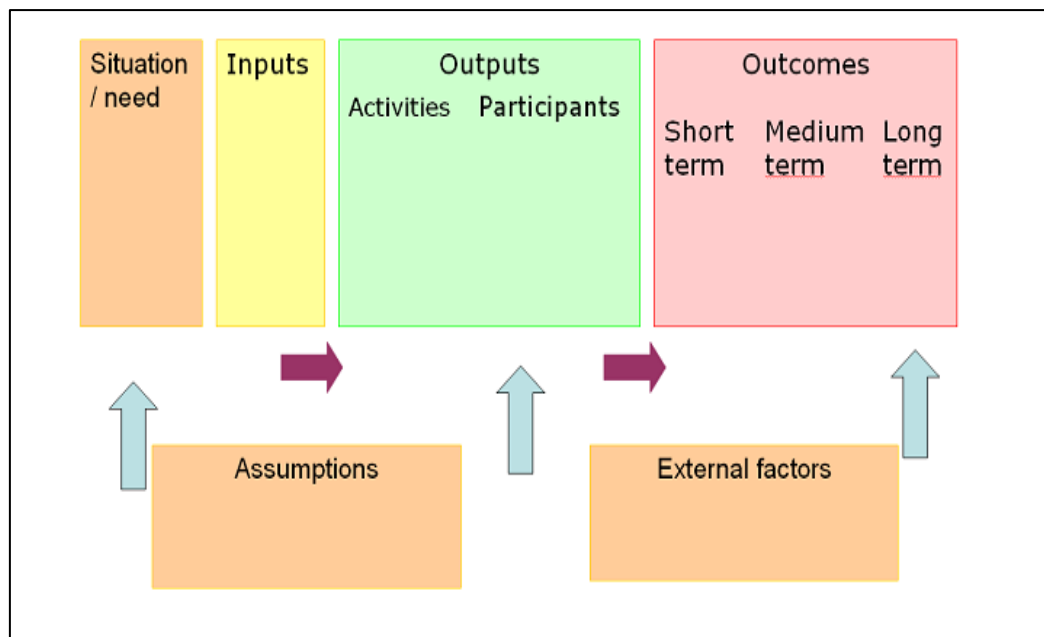 Situation
/ need
Inputs
Outputs
Activities Participants
Outcomes
Short
term
Medium
term
Long
term
Assumptions
External factors